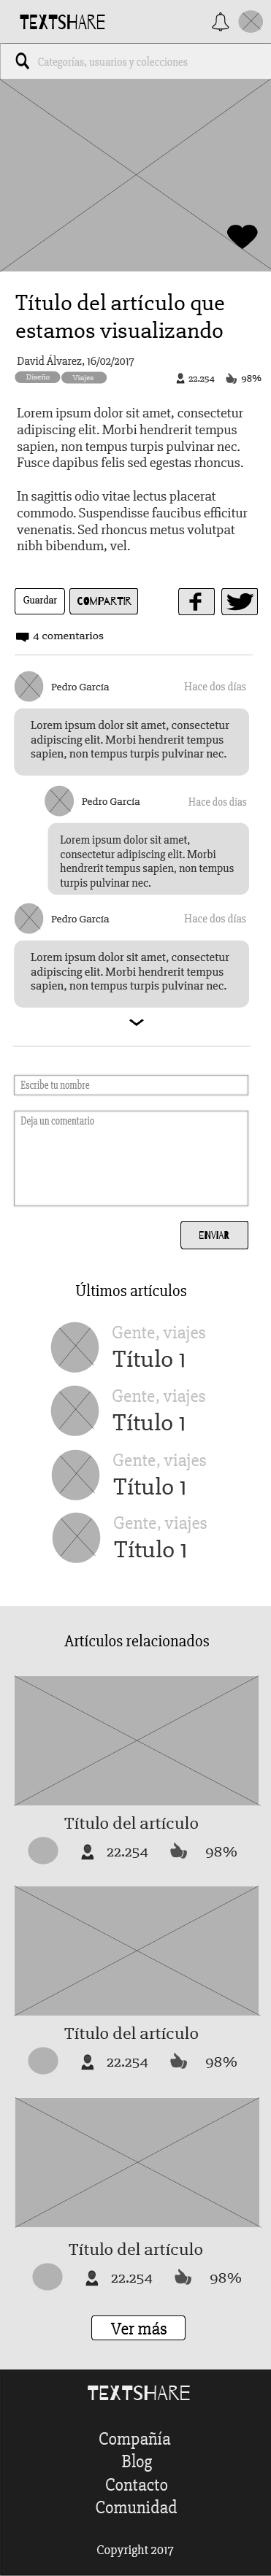 TEXTSHARE
Categorías, usuarios y colecciones
Título del artículo que
estamos visualizando
David Álvarez, 16/02/2017
Diseño Viajes 22.254 98%
Lorem ipsum dolor sit amet, consectetur
adipiscing elit. Morbi hendrerit tempus
sapien, non tempus turpis pulvinar nec.
Fusce dapibus felis sed egestas rhoncus.
In sagittis odio vitae lectus placerat
commodo. Suspendisse faucibus efficitur
venenatis. Sed rhoncus metus volutpat
nibh bibendum, vel.
Guardar COMPARTIR
4 comentarios
Pedro García Hace dos días
Lorem ipsum dolor sit amet, consectetur
adipiscing elit. Morbi hendrerit tempus
sapien, non tempus turpis pulvinar nec.
Pedro García Hace dos días
Lorem ipsum dolor sit amet,
consectetur adipiscing elit. Morbi
hendrerit tempus sapien, non tempus
turpis pulvinar nec.
Pedro García Hace dos días
Lorem ipsum dolor sit amet, consectetur
adipiscing elit. Morbi hendrerit tempus
sapien, non tempus turpis pulvinar nec.
Escribe tu nombre
Deja un comentario
ENVIAR
Últimos artículos
Gente, viajes
Título 1
Gente, viajes
Título 1
Gente, viajes
Título 1
Gente, viajes
Título 1
Artículos relacionados
Título del artículo
22.254 98%
Título del artículo
22.254 98%
Título del artículo
22.254 98%
Ver más
TEXTSHARE
Compañía
Blog
Contacto
Comunidad
Copyright 2017